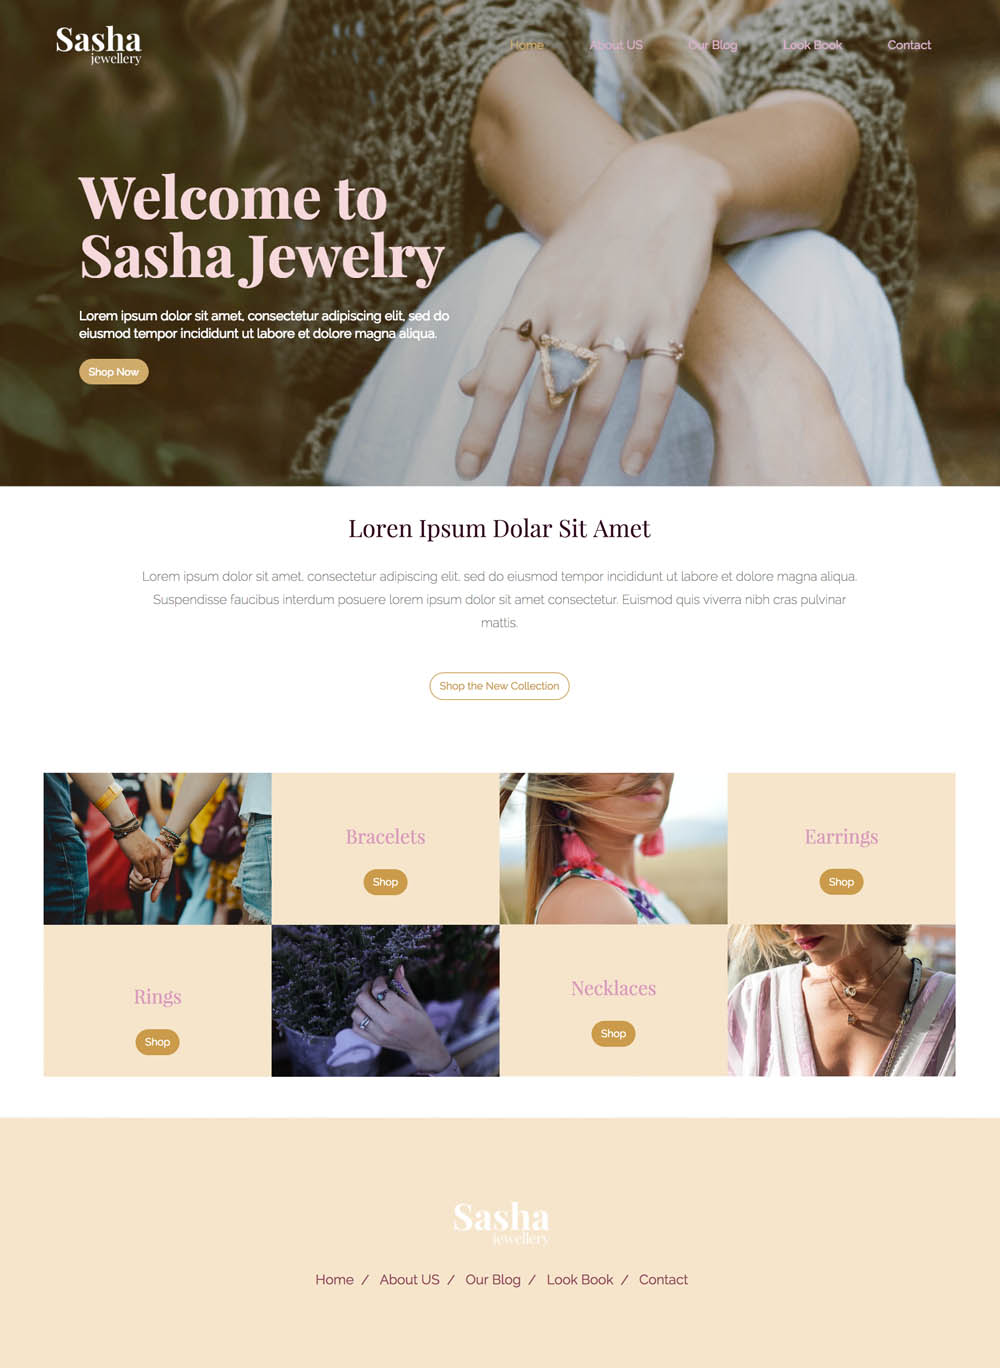 Sasha
jewellery
Home About US Our Blog Look Book Contact
Welcome to
Sasha Jewelry
Lorem ipsum dolor sit amet, consectetur adipiscing elit, sed do
eiusmod tempor incididunt ut labore et dolore magna aliqua.
Shop Now
Loren Ipsum Dolar Sit Amet
Lorem ipsum dolor sit amet, consectetur adipiscing elit, sed do eiusmod tempor incididunt ut labore et dolore magna aliqua.
Suspendisse faucibus interdum posuere lorem ipsum dolor sit amet consectetur. Euismod quis viverra nibh cras pulvinar
mattis.
Shop the New Collection
Bracelets
Shop
Earrings
Shop
Rings
Shop
Necklaces
Shop
Sasha
jewellery
Home / About US / Our Blog / Look Book / Contact